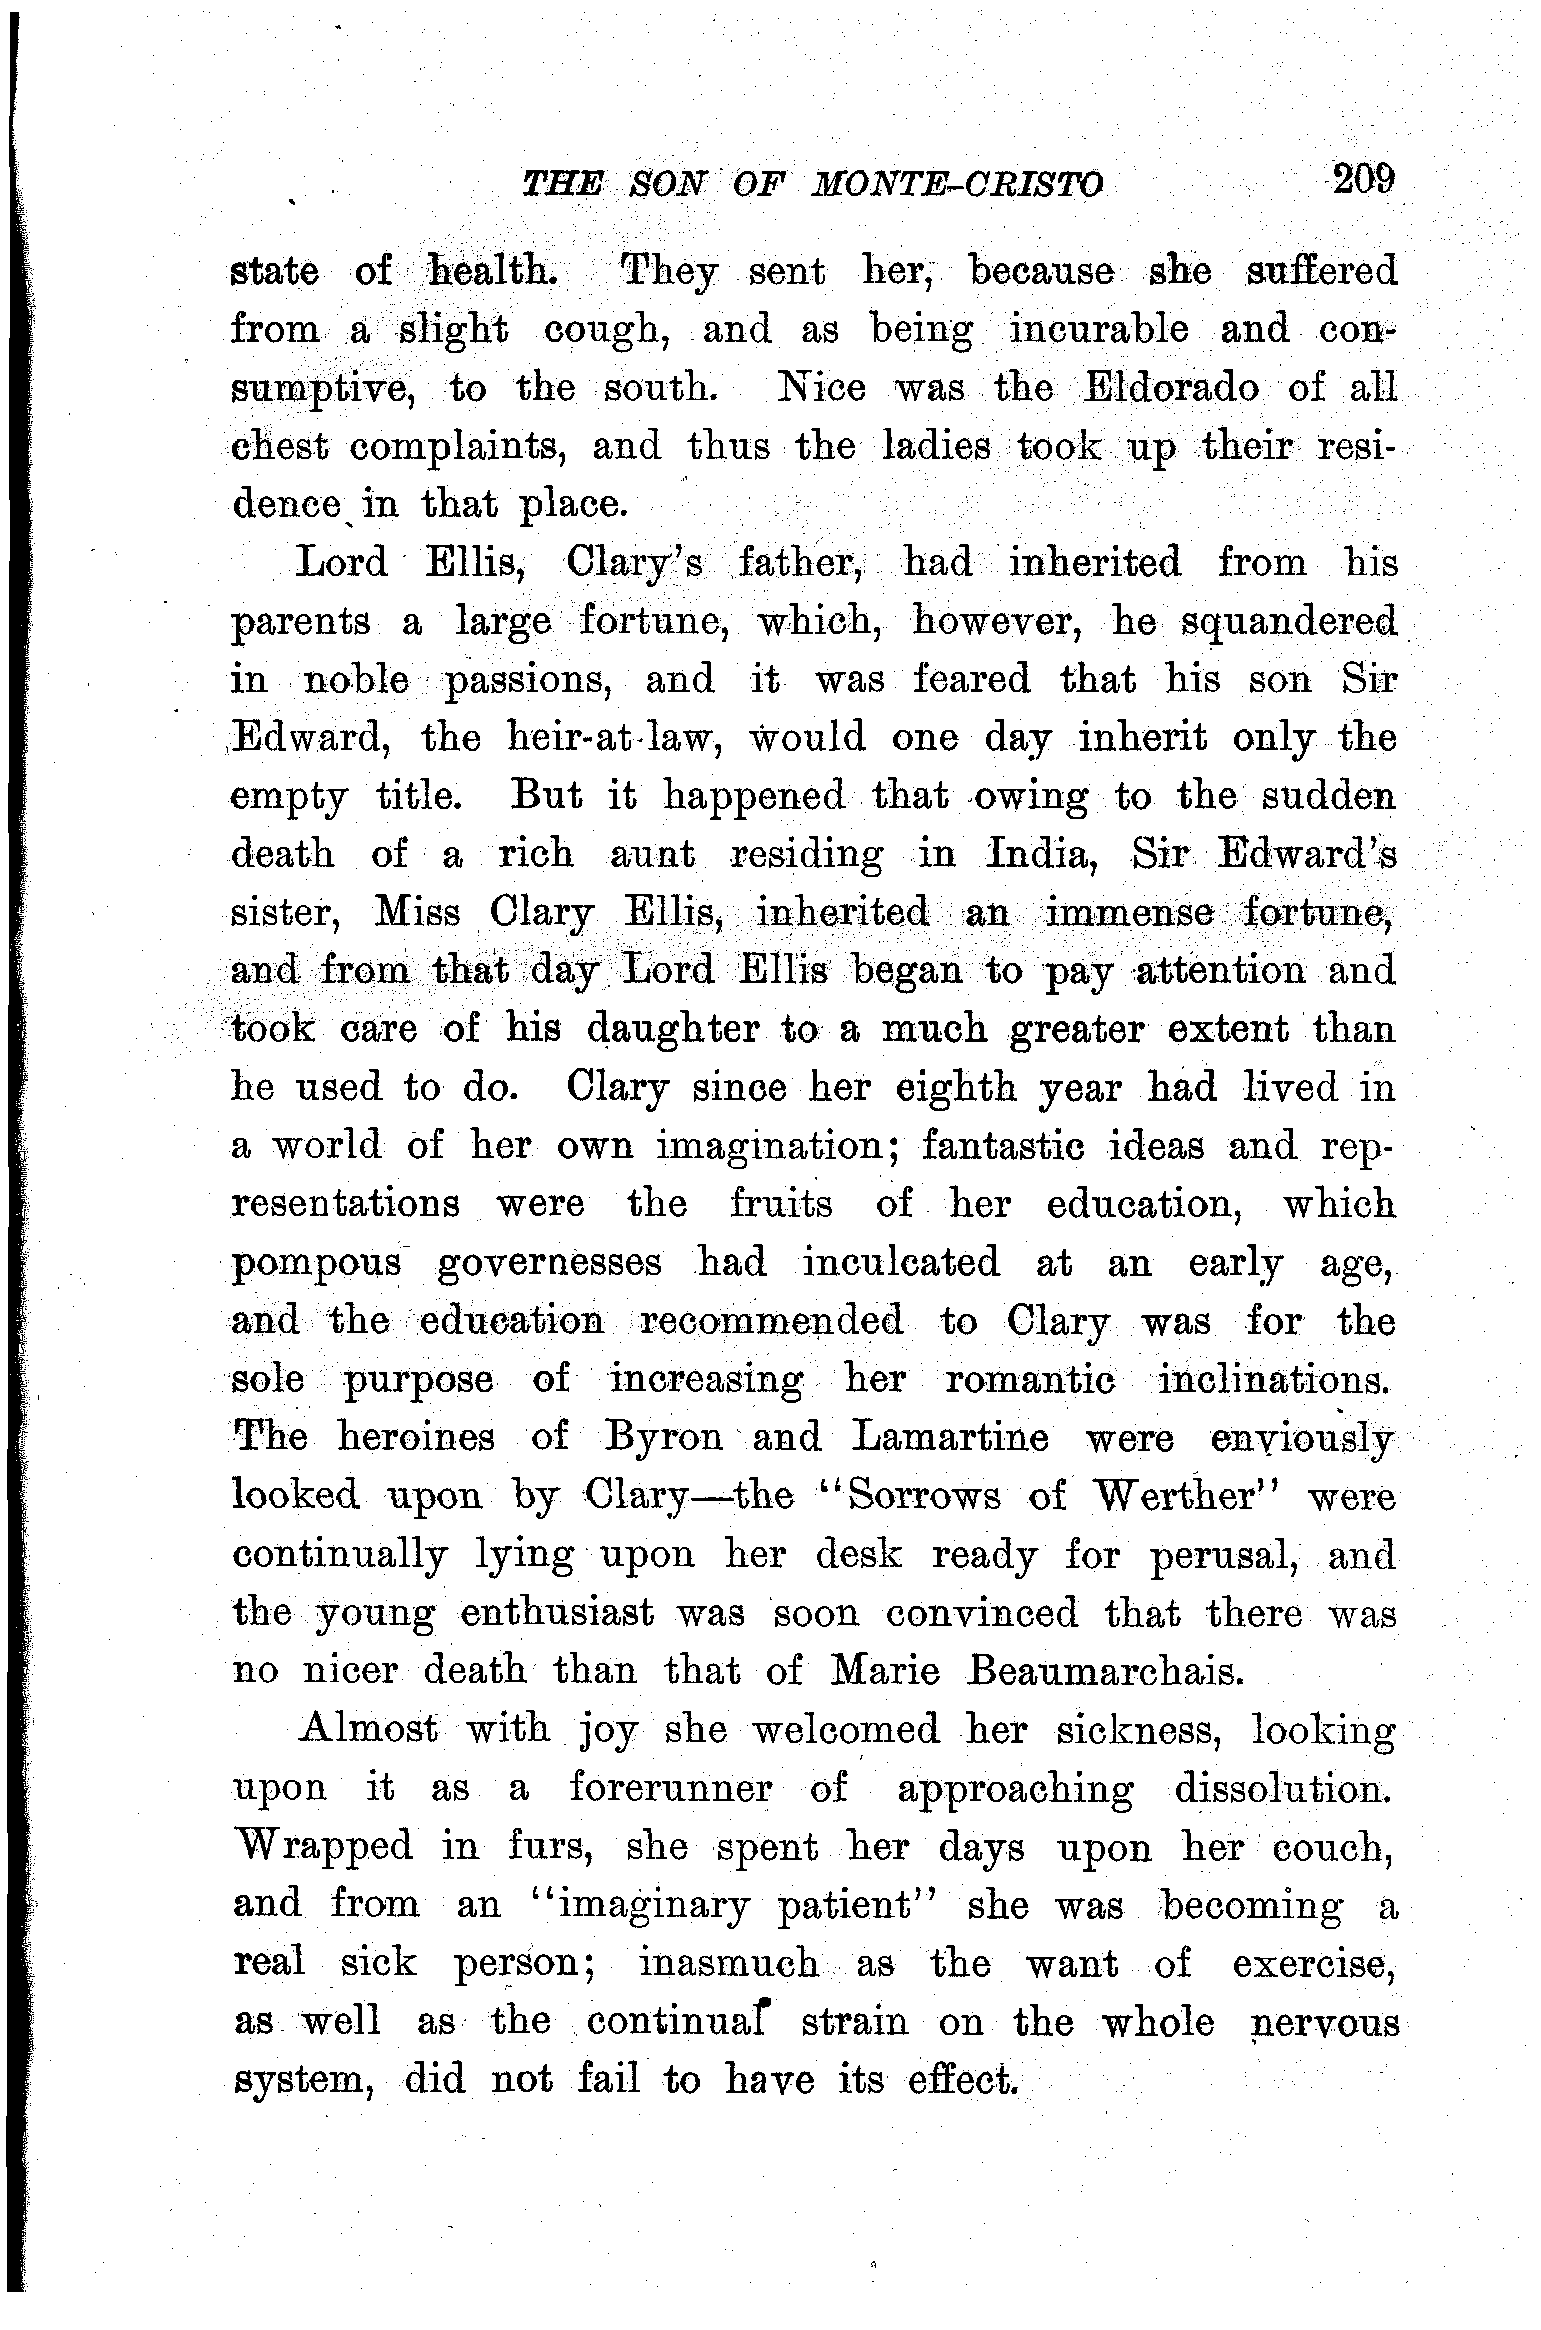 THE SON OF MONTE-CRISTO 209
state of health. They sent her, because she suffered
from a slight cough, and as being incurable and con-
sumptive, to the south. Nice was the Eldorado of all
chest complaints, and thus the ladies took up their resi-
dence in that place.
Lord Ellis, Clary's father, had inherited from his
parents a large fortune, which, however, he squandered
in noble passions, and it was feared that his son Sir
Edward, the heir-at-law, would one day inherit only the
empty title. But it happened that owing to the sudden
death of a rich aunt residing in India, Sir Edward's
sister, Miss Clary Ellis, inherited an immense fortune,
and from that day Lord Ellis began to pay attention and
took care of his daughter to a much greater extent than
he used to do. Clary since her eighth year had lived in
a world of her own imagination; fantastic ideas and rep-
resentations were the fruits of her education, which
pompous governesses had inculcated at an early age,
and the education recommended to Clary was for the
sole purpose of increasing her romantic inclinations.
The heroines of Byron and Lamartine were enviously
looked upon by Clary—the "Sorrows of Werther" were
continually lying upon her desk ready for perusal, and
the young enthusiast was soon convinced that there was
no nicer death than that of Marie Beaumarchais.
Almost with joy she welcomed her sickness, looking
upon it as a forerunner of approaching dissolution.
Wrapped in furs, she spent her days upon her couch,
and from an "imaginary patient" she was becoming a
real sick person; inasmuch as the want of exercise,
as well as the continual strain on the whole nervous
system, did not fail to have its effect.